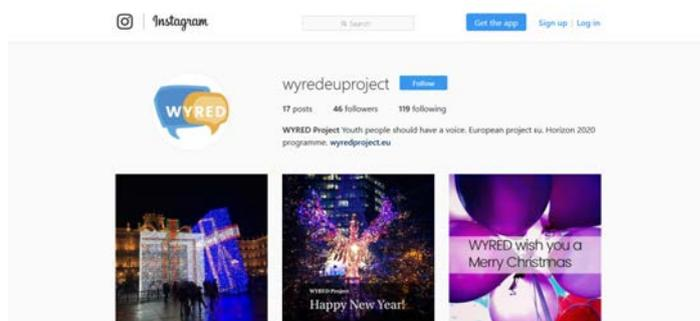 Instagram
Search
Get the app
Sign up | Log in
WYRED
wyredeuproject
Follow
17 posts 46 followers 119 following
WYRED Project Youth people should have a voice. European project su. Horizon 2020
programme. wyredproject.eu
WYRED Project
Happy New Year!
WYRED wish you a
Merry Christmas